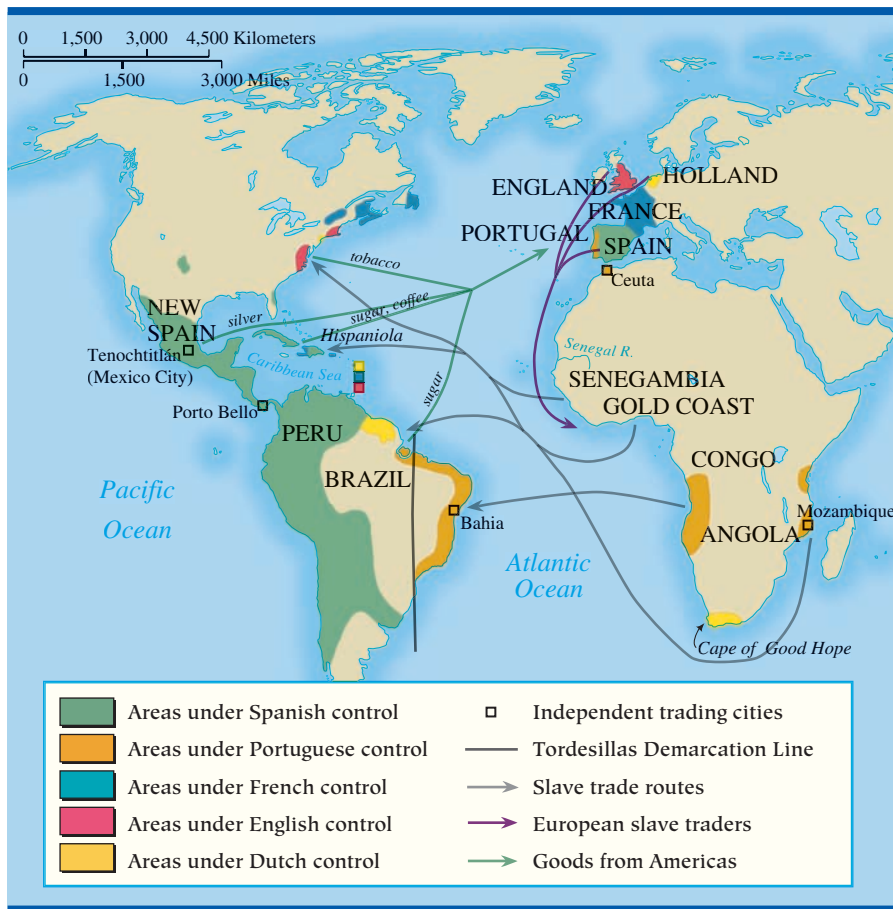 0 1,500 3,000 4,500 Kilometers
0 1,500 3,000 Miles
ENGLAND
HOLLAND
FRANCE
PORTUGAL
SPAIN
Ceuta
tobacco
sugar, coffee
silver
NEW
SPAIN
Hispaniola
Tenochtitlán
(Mexico City)
Caribbean Sea
Senegal R.
SENEGAMBIA
GOLD COAST
Porto Bello
sugar
PERU
BRAZIL
CONGO
Pacific
Ocean
Bahia
Mozambique
ANGOLA
Atlantic
Ocean
Cape of Good Hope
Areas under Spanish control
Areas under Portuguese control
Areas under French control
Areas under English control
Areas under Dutch control
Independent trading cities
Tordesillas Demarcation Line
Slave trade routes
European slave traders
Goods from Americas